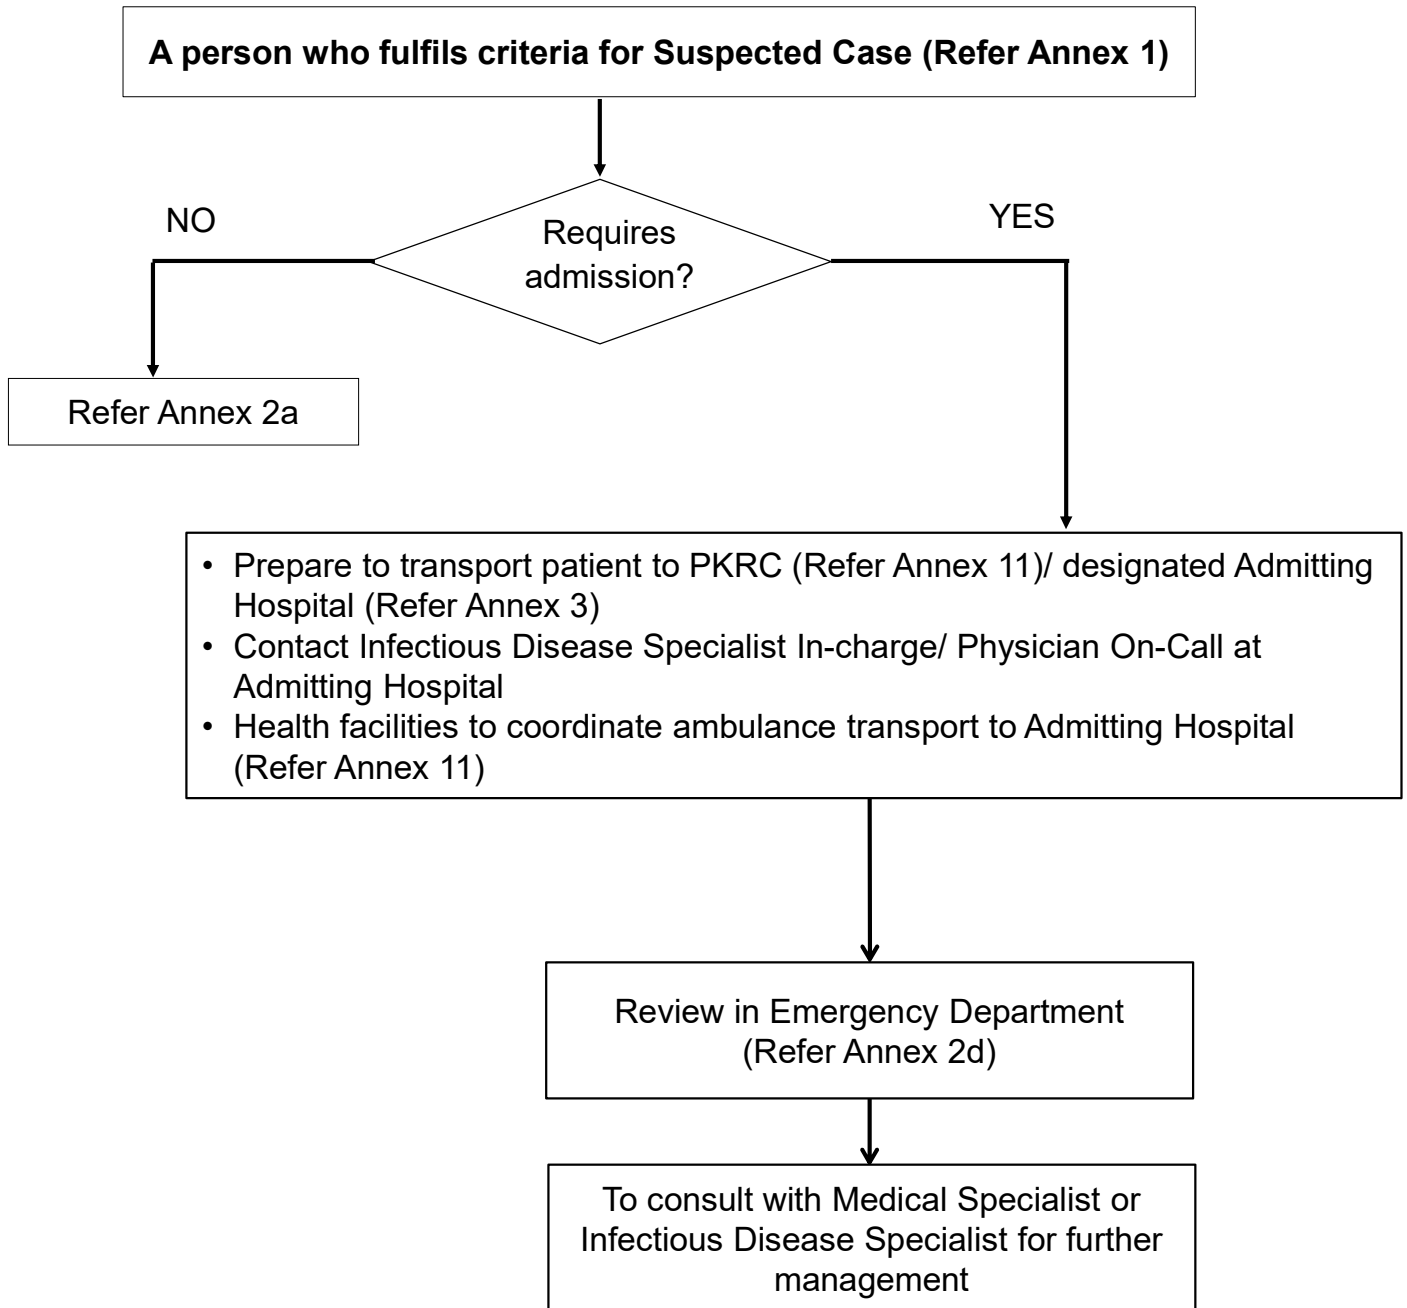 A person who fulfils criteria for Suspected Case (Refer Annex 1)
NO
YES
Requires
admission?
Refer Annex 2a
• Prepare to transport patient to PKRC (Refer Annex 11)/ designated Admitting
Hospital (Refer Annex 3)
• Contact Infectious Disease Specialist In-charge/ Physician On-Call at
Admitting Hospital
• Health facilities to coordinate ambulance transport to Admitting Hospital
(Refer Annex 11)
Review in Emergency Department
(Refer Annex 2d)
To consult with Medical Specialist or
Infectious Disease Specialist for further
management